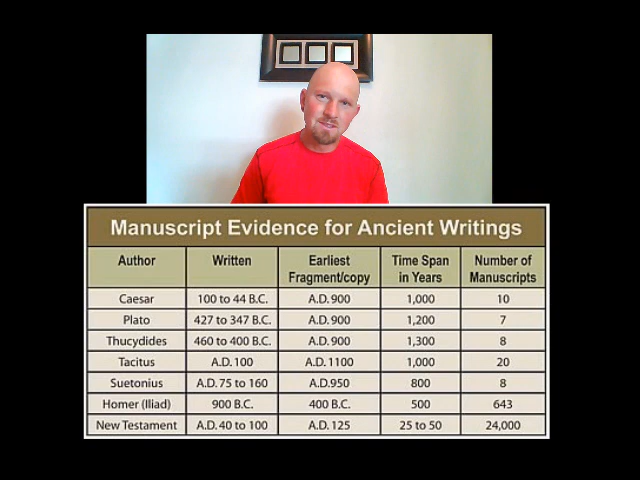 Manuscript Evidence for Ancient Writings
Author Written Earliest Fragment/copy Time Span in Years Number of Manuscripts
Caesar 100 to 44 B.C. A.D. 900 1,000 10
Plato 427 to 347 B.C. A.D. 900 1,200 7
Thucydides 460 to 400 B.C. A.D. 900 1,300 8
Tacitus A.D. 100 A.D. 1100 1,000 20
Suetonius A.D. 75 to 160 A.D.950 800 8
Homer (Iliad) 900 B.C. 400 B.C. 500 643
New Testament A.D. 40 to 100 A.D. 125 25 to 50 24,000